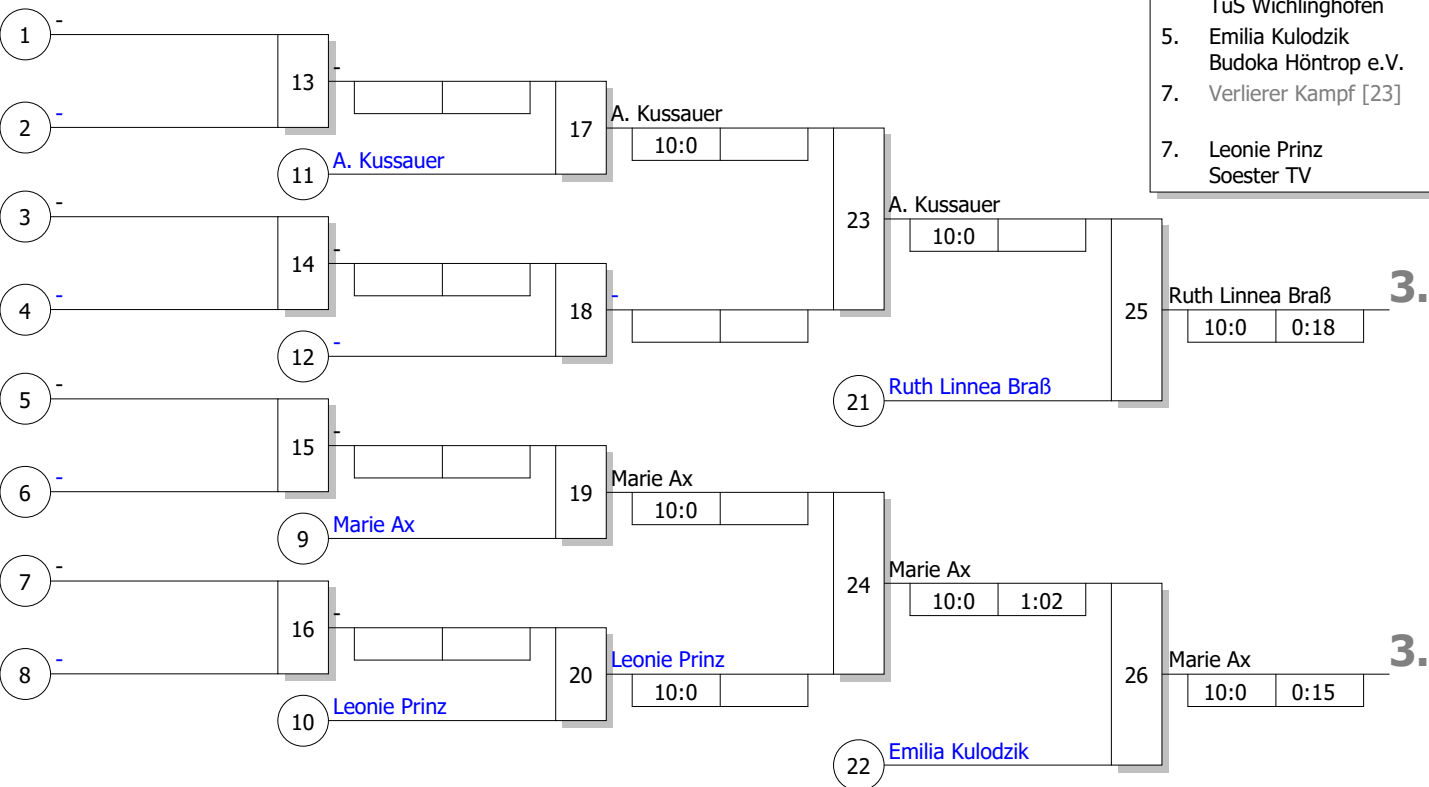 TuS Wichlinghofen
5. Emilia Kulodzik
Budoka Höntrop e.V.
7. Verlierer Kampf [23]
7. Leonie Prinz
Soester TV
1 -
2 -
13 -
17 A. Kussauer
10:0
11 A. Kussauer
3 -
4 -
14 -
18 -
12 -
23 A. Kussauer
10:0
25 Ruth Linnea Braß 3.
10:0 0:18
21 Ruth Linnea Braß
5 -
6 -
15 -
19 Marie Ax
10:0
9 Marie Ax
7 -
8 -
16 -
20 Leonie Prinz
10:0
10 Leonie Prinz
24 Marie Ax
10:0 1:02
26 Marie Ax 3.
10:0 0:15
22 Emilia Kulodzik